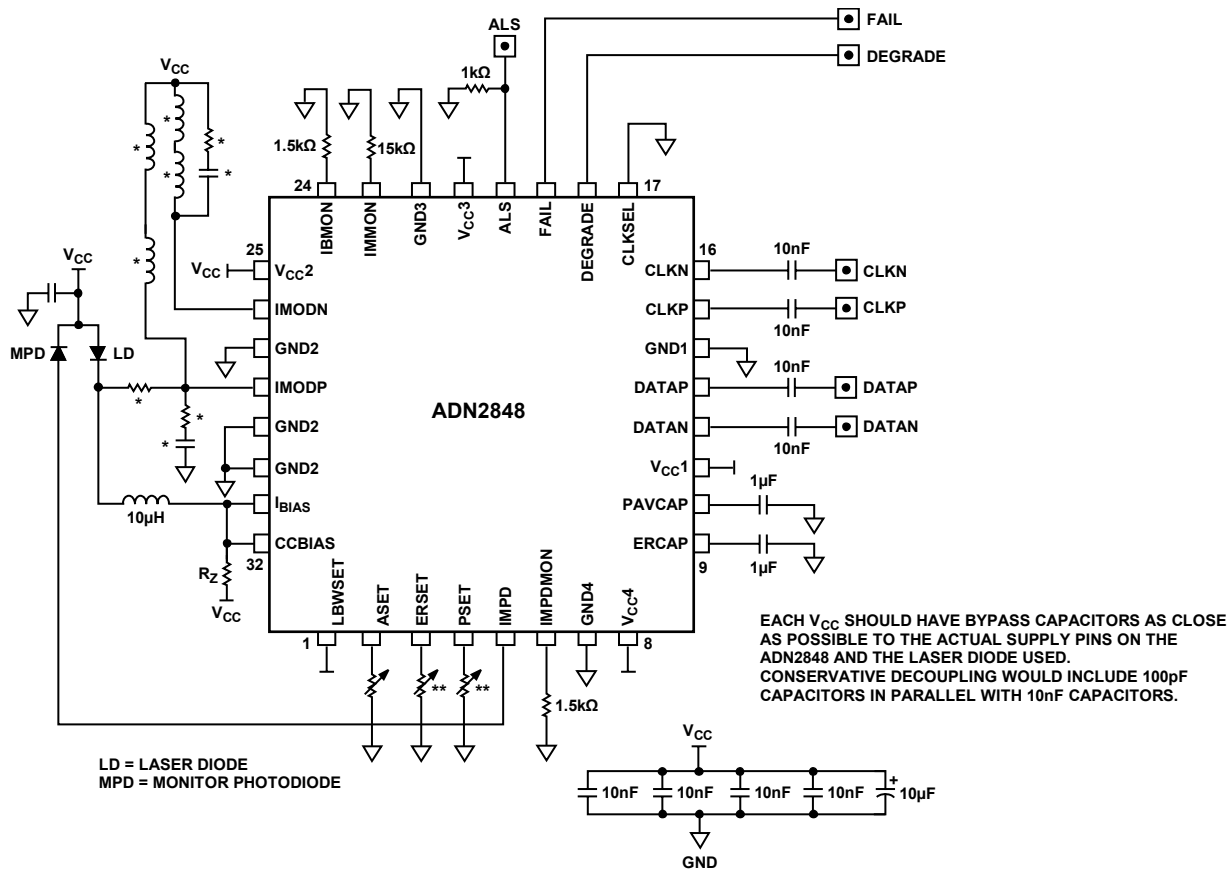 ALS
FAIL
DEGRADE
1kΩ
VCC
*
*
*
*
*
*
1.5kΩ
15kΩ
24
17
IBMON
IMMON
GND3
VCC3
ALS
FAIL
DEGRADE
CLKSEL
25
VCC
VCC2
IMODN
GND2
IMODP
GND2
GND2
IBIAS
CCBIAS
32
VCC
MPD
LD
*
*
*
10µH
RZ
VCC
ADN2848
16
CLKN
10nF
CLKN
CLKP
10nF
CLKP
GND1
DATAP
10nF
DATAP
DATAN
10nF
DATAN
VCC1
PAVCAP
1µF
ERCAP
1µF
9
LBWSET
ASET
ERSET
PSET
IMPD
IMPDMON
GND4
VCC4
1
8
**
**
1.5kΩ
EACH VCC SHOULD HAVE BYPASS CAPACITORS AS CLOSE
AS POSSIBLE TO THE ACTUAL SUPPLY PINS ON THE
ADN2848 AND THE LASER DIODE USED.
CONSERVATIVE DECOUPLING WOULD INCLUDE 100pF
CAPACITORS IN PARALLEL WITH 10nF CAPACITORS.
LD = LASER DIODE
MPD = MONITOR PHOTODIODE
VCC
10nF
10nF
10nF
10nF
+
10µF
GND